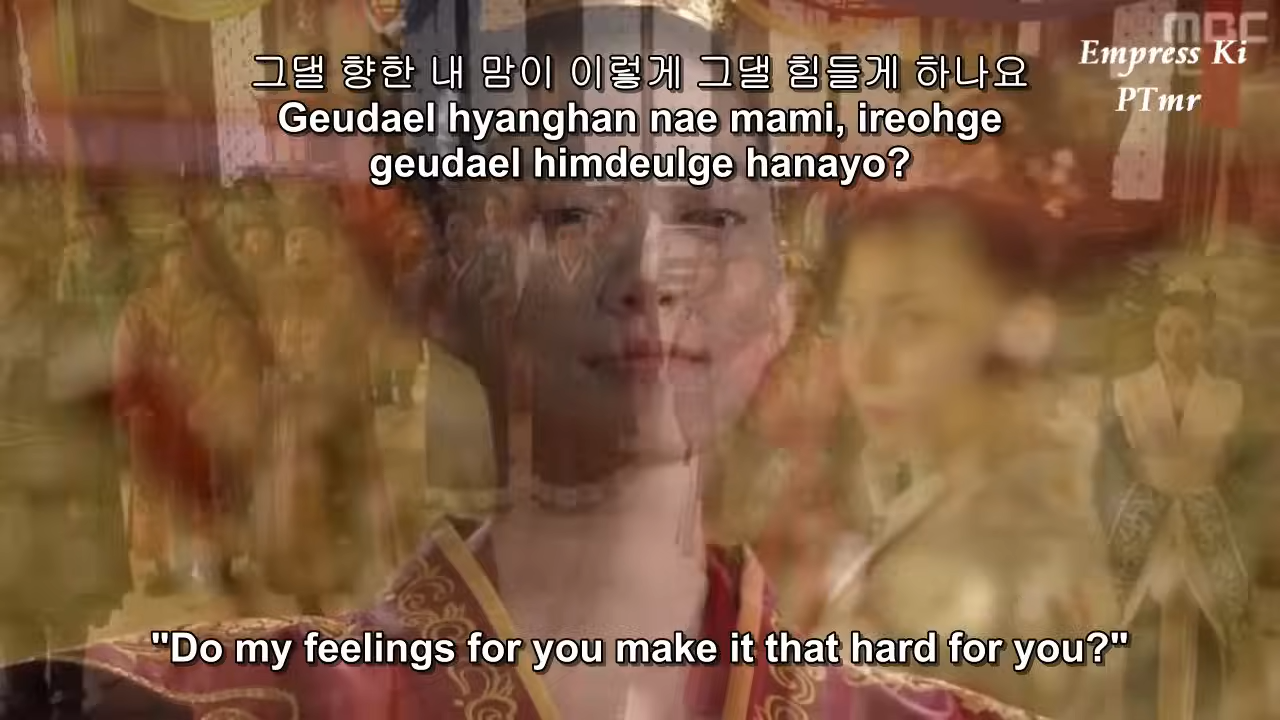 MBC
Empress Ki
PTmr
그댈 향한 내 맘이 이렇게 그댈 힘들게 하나요
Geudael hyanghan nae mami, ireohge
geudael himdeulge hanayo?
"Do my feelings for you make it that hard for you?"